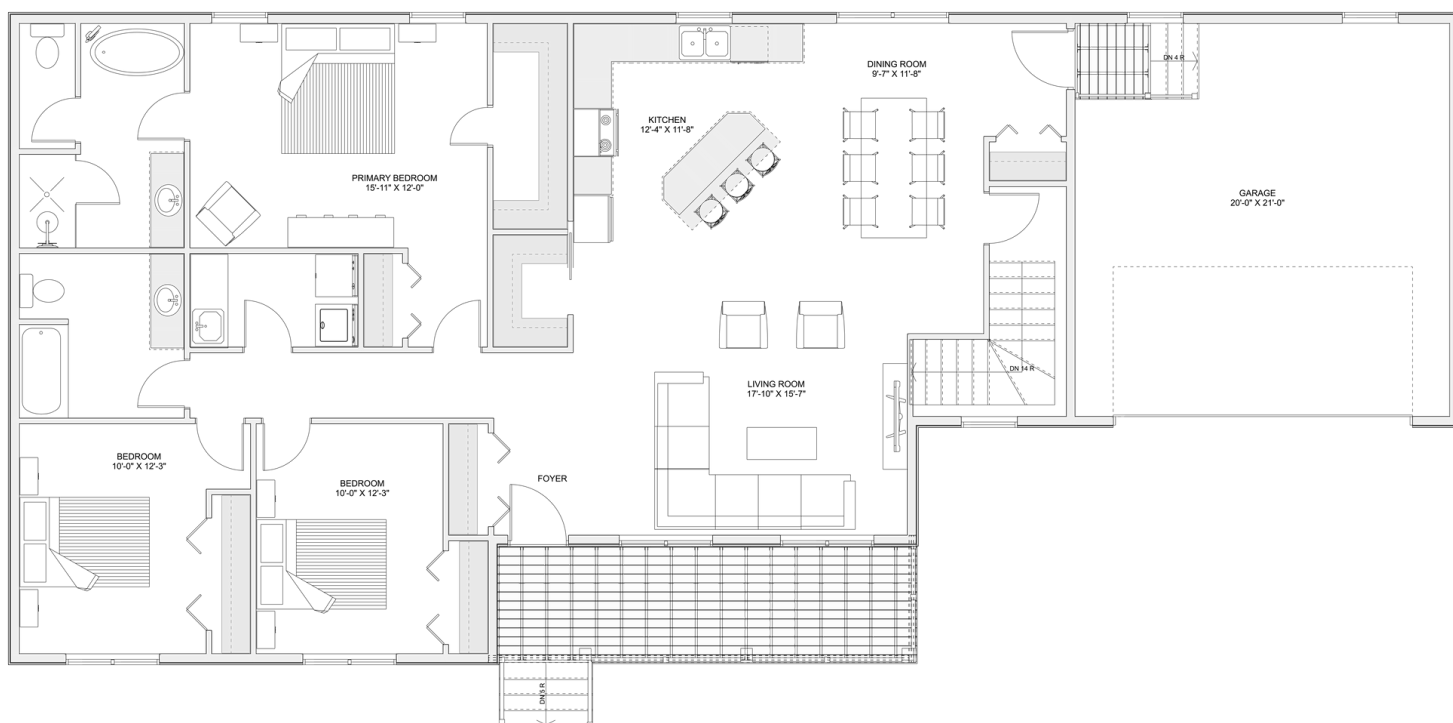 DINING ROOM
9'-7" X 11'-8"
DN 4 R
KITCHEN
12'-4" X 11'-8"
PRIMARY BEDROOM
15'-11" X 12'-0"
GARAGE
20'-0" X 21'-0"
DN 14 R
LIVING ROOM
17'-10" X 15'-7"
BEDROOM
10'-0" X 12'-3"
BEDROOM
10'-0" X 12'-3"
FOYER
DN 5 R